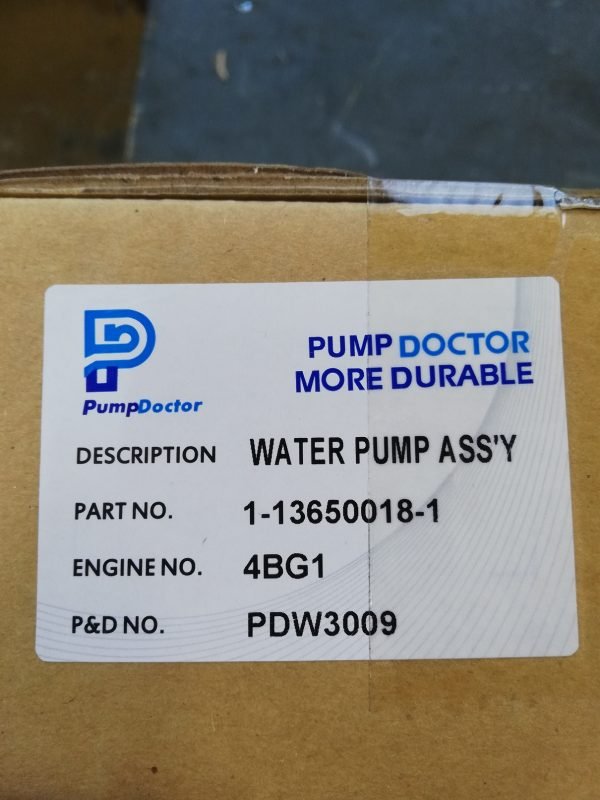 PumpDoctor
PUMP DOCTOR
MORE DURABLE
DESCRIPTION WATER PUMP ASS'Y
PART NO. 1-13650018-1
ENGINE NO. 4BG1
P&D NO. PDW3009